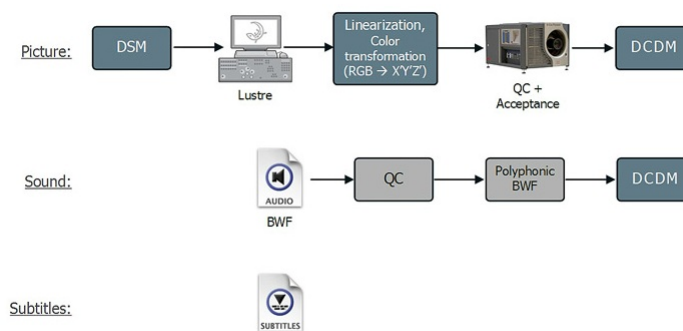 Picture:
DSM
Lustre
Linearization,
Color
transformation
(RGB → X'Y'Z')
QC +
Acceptance
DCDM
Sound:
AUDIO
BWF
QC
Polyphonic
BWF
DCDM
Subtitles:
SUBTITLES